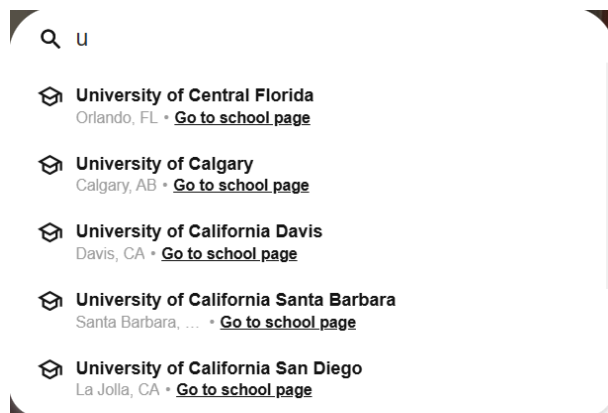 u
University of Central Florida
Orlando, FL • Go to school page
University of Calgary
Calgary, AB • Go to school page
University of California Davis
Davis, CA • Go to school page
University of California Santa Barbara
Santa Barbara, ... • Go to school page
University of California San Diego
La Jolla, CA • Go to school page